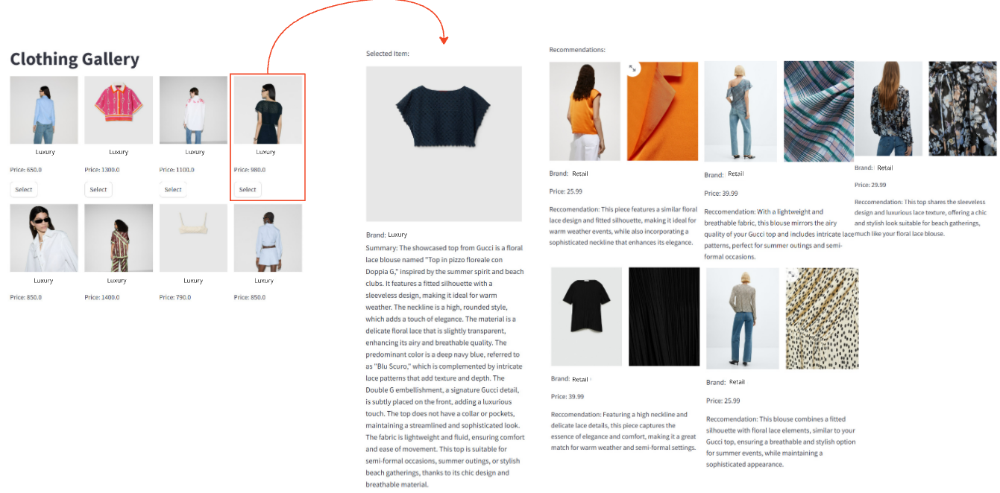 Clothing Gallery
Luxury
Luxury
Luxury
Luxury
Price: 650.0
Price: 1300.0
Price: 1100.0
Price: 980.0
Select
Select
Select
Select
Luxury
Luxury
Luxury
Luxury
Price: 850.0
Price: 1400.0
Price: 790.0
Price: 850.0
Selected Item:
Brand: Luxury
Summary: The showcased top from Gucci is a floral
lace blouse named "Top in pizzo floreale con
Doppia G," inspired by the summer spirit and beach
clubs. It features a fitted silhouette with a
sleeveless design, making it ideal for warm
weather. The neckline is a high, rounded style,
which adds a touch of elegance. The material is a
delicate floral lace that is slightly transparent,
enhancing its airy and breathable quality. The
predominant color is a deep navy blue, referred to
as "Blu Scuro," which is complemented by intricate
lace patterns that add texture and depth. The
Double G embellishment, a signature Gucci detail,
is subtly placed on the front, adding a luxurious
touch. The top does not have a collar or pockets,
maintaining a streamlined and sophisticated look.
The fabric is lightweight and fluid, ensuring comfort
and ease of movement. This top is suitable for
semi-formal occasions, summer outings, or stylish
beach gatherings, thanks to its chic design and
breathable material.
Recommendations:
Brand: Retail
Price: 25.99
Reccomendation: This piece features a similar floral
lace design and fitted silhouette, making it ideal for
warm weather events, while also incorporating a
sophisticated neckline that enhances its elegance.
Brand: Retail
Price: 39.99
Reccomendation: With a lightweight and
breathable fabric, this blouse mirrors the airy
quality of your Gucci top and includes intricate lace
patterns, perfect for summer outings and semi-
formal occasions.
Brand: Retail
Price: 29.99
Reccomendation: This top shares the sleeveless
design and luxurious lace texture, offering a chic
and stylish look suitable for beach gatherings,
much like your floral lace blouse.
Brand: Retail
Price: 39.99
Reccomendation: Featuring a high neckline and
delicate lace details, this piece captures the
essence of elegance and comfort, making it a great
match for warm weather and semi-formal settings.
Brand: Retail
Price: 25.99
Reccomendation: This blouse combines a fitted
silhouette with floral lace elements, similar to your
Gucci top, ensuring a breathable and stylish option
for summer events, while maintaining a
sophisticated appearance.